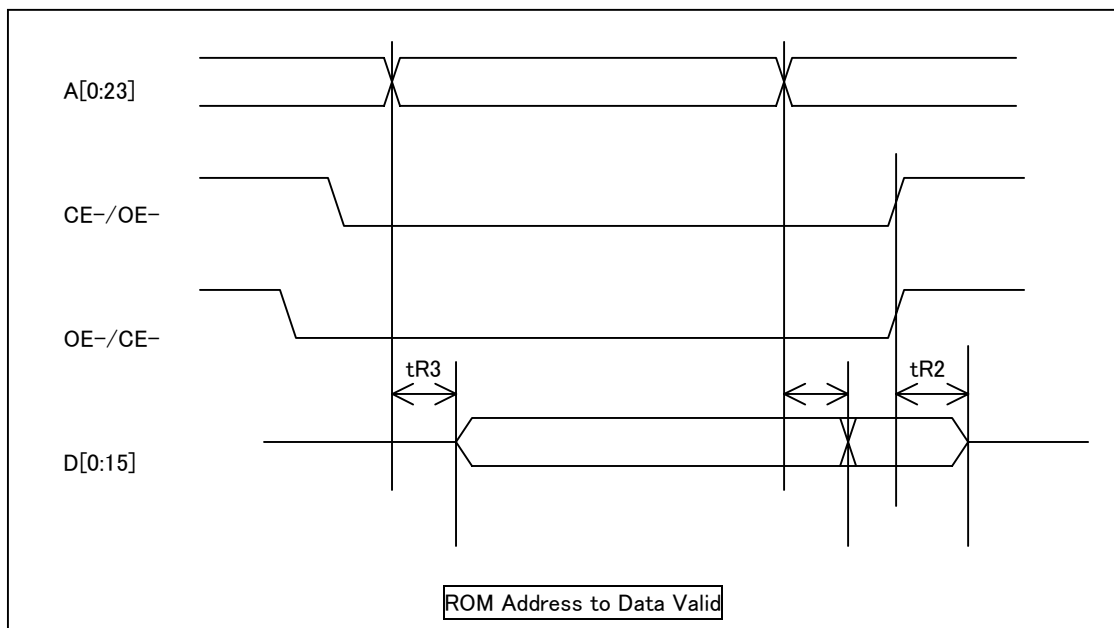 A[0:23]
CE-/OE-
OE-/CE-
tR3
tR2
D[0:15]
ROM Address to Data Valid